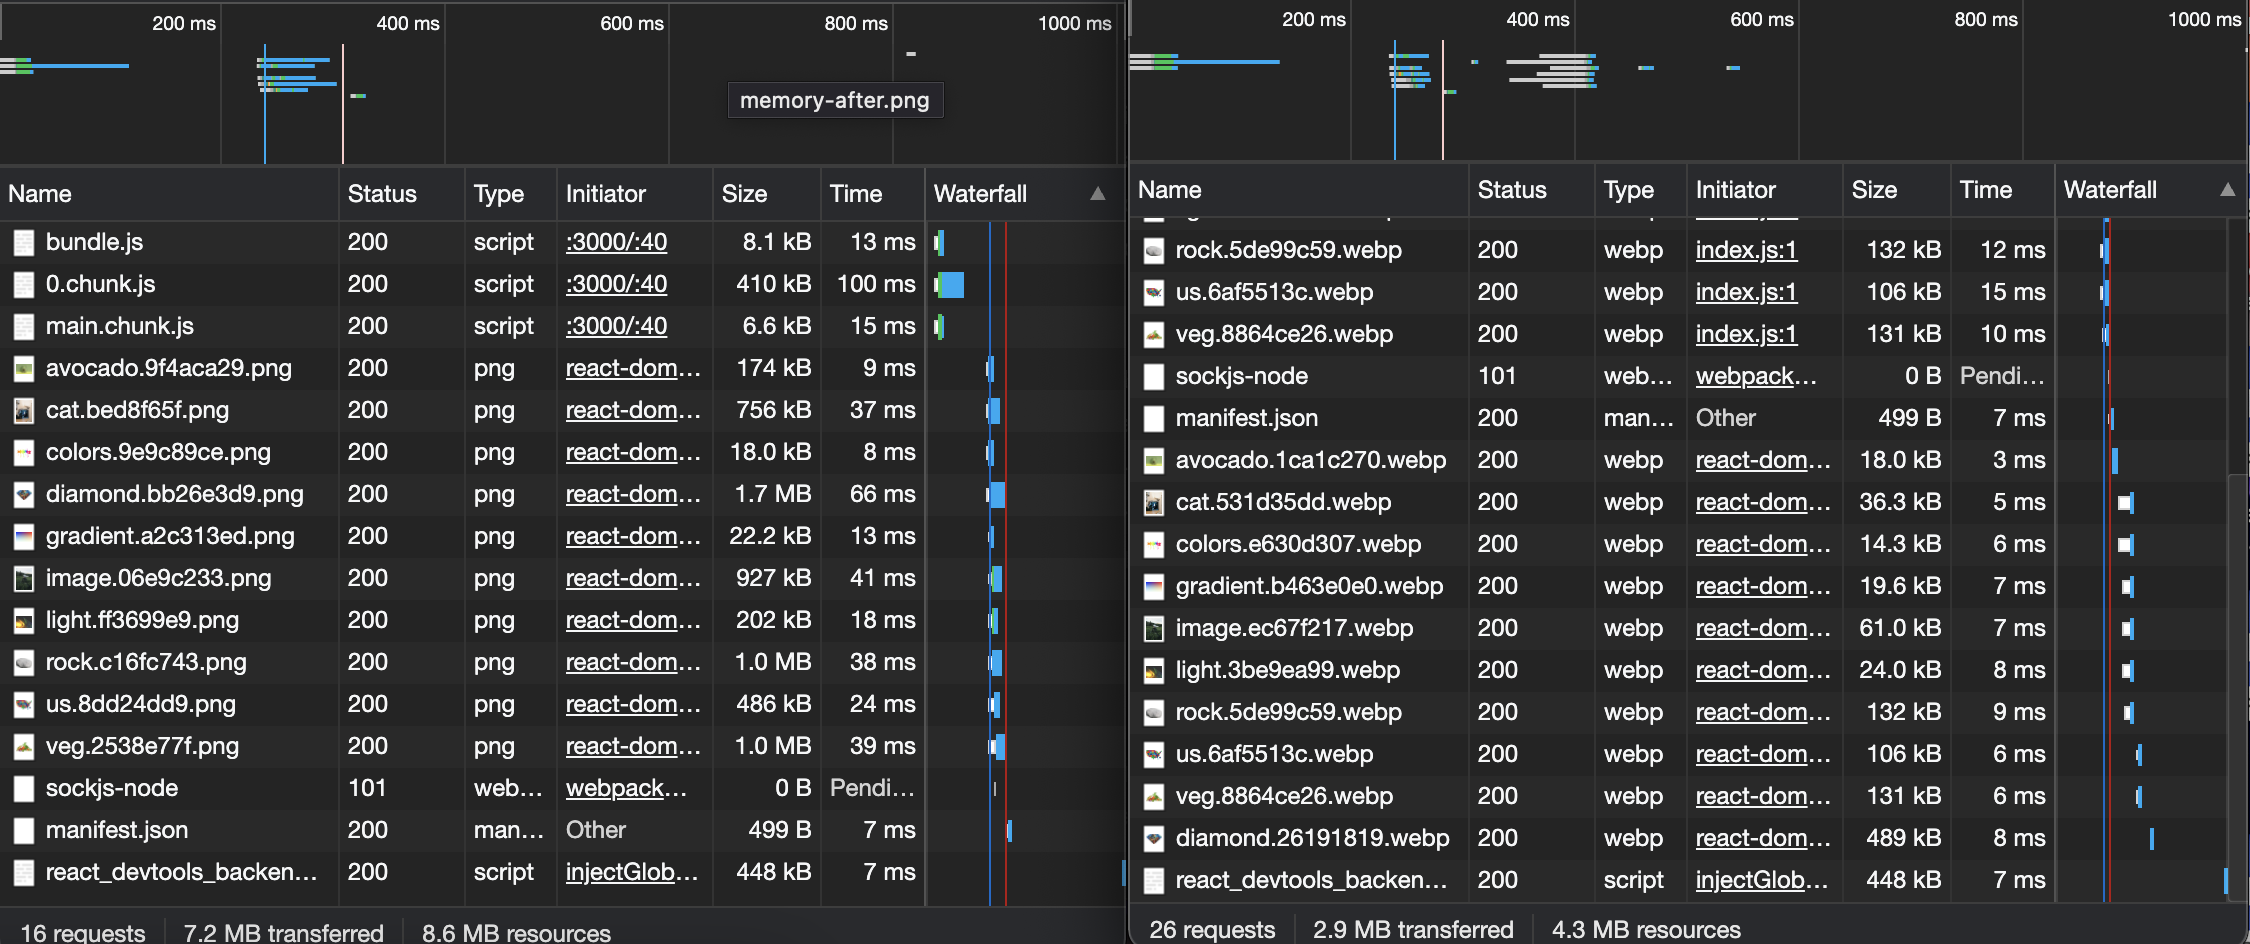 200 ms 400 ms 600 ms 800 ms 1000 ms
memory-after.png
Name Status Type Initiator Size Time Waterfall ▲
bundle.js 200 script :3000/:40 8.1 kB 13 ms
0.chunk.js 200 script :3000/:40 410 kB 100 ms
main.chunk.js 200 script :3000/:40 6.6 kB 15 ms
avocado.9f4aca29.png 200 png react-dom... 174 kB 9 ms
cat.bed8f65f.png 200 png react-dom... 756 kB 37 ms
colors.9e9c89ce.png 200 png react-dom... 18.0 kB 8 ms
diamond.bb26e3d9.png 200 png react-dom... 1.7 MB 66 ms
gradient.a2c313ed.png 200 png react-dom... 22.2 kB 13 ms
image.06e9c233.png 200 png react-dom... 927 kB 41 ms
light.ff3699e9.png 200 png react-dom... 202 kB 18 ms
rock.c16fc743.png 200 png react-dom... 1.0 MB 38 ms
us.8dd24dd9.png 200 png react-dom... 486 kB 24 ms
veg.2538e77f.png 200 png react-dom... 1.0 MB 39 ms
sockjs-node 101 web... webpack... 0 B Pendi...
manifest.json 200 man... Other 499 B 7 ms
react_devtools_backen... 200 script injectGlob... 448 kB 7 ms
16 requests 7.2 MB transferred 8.6 MB resources
200 ms 400 ms 600 ms 800 ms 1000 ms
Name Status Type Initiator Size Time Waterfall ▲
rock.5de99c59.webp 200 webp index.js:1 132 kB 12 ms
us.6af5513c.webp 200 webp index.js:1 106 kB 15 ms
veg.8864ce26.webp 200 webp index.js:1 131 kB 10 ms
sockjs-node 101 web... webpack... 0 B Pendi...
manifest.json 200 man... Other 499 B 7 ms
avocado.1ca1c270.webp 200 webp react-dom... 18.0 kB 3 ms
cat.531d35dd.webp 200 webp react-dom... 36.3 kB 5 ms
colors.e630d307.webp 200 webp react-dom... 14.3 kB 6 ms
gradient.b463e0e0.webp 200 webp react-dom... 19.6 kB 7 ms
image.ec67f217.webp 200 webp react-dom... 61.0 kB 7 ms
light.3be9ea99.webp 200 webp react-dom... 24.0 kB 8 ms
rock.5de99c59.webp 200 webp react-dom... 132 kB 9 ms
us.6af5513c.webp 200 webp react-dom... 106 kB 6 ms
veg.8864ce26.webp 200 webp react-dom... 131 kB 6 ms
diamond.26191819.webp 200 webp react-dom... 489 kB 8 ms
react_devtools_backen... 200 script injectGlob... 448 kB 7 ms
26 requests 2.9 MB transferred 4.3 MB resources